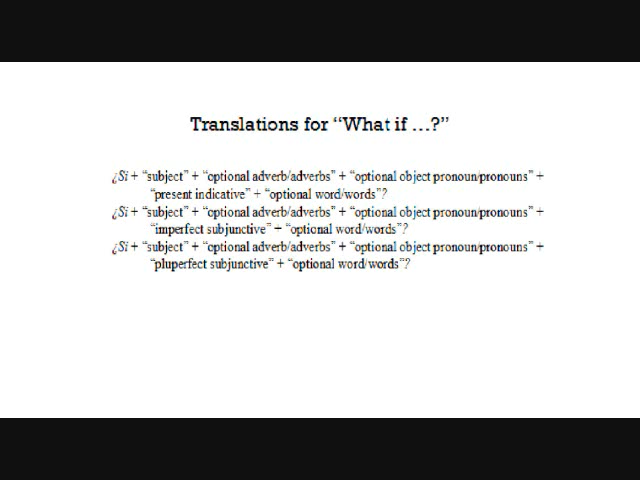 Translations for “What if ...?”
¿Si + “subject” + “optional adverb/adverbs” + “optional object pronoun/pronouns” +
“present indicative” + “optional word/words”?
¿Si + “subject” + “optional adverb/adverbs” + “optional object pronoun/pronouns” +
“imperfect subjunctive” + “optional word/words”?
¿Si + “subject” + “optional adverb/adverbs” + “optional object pronoun/pronouns” +
“pluperfect subjunctive” + “optional word/words”?